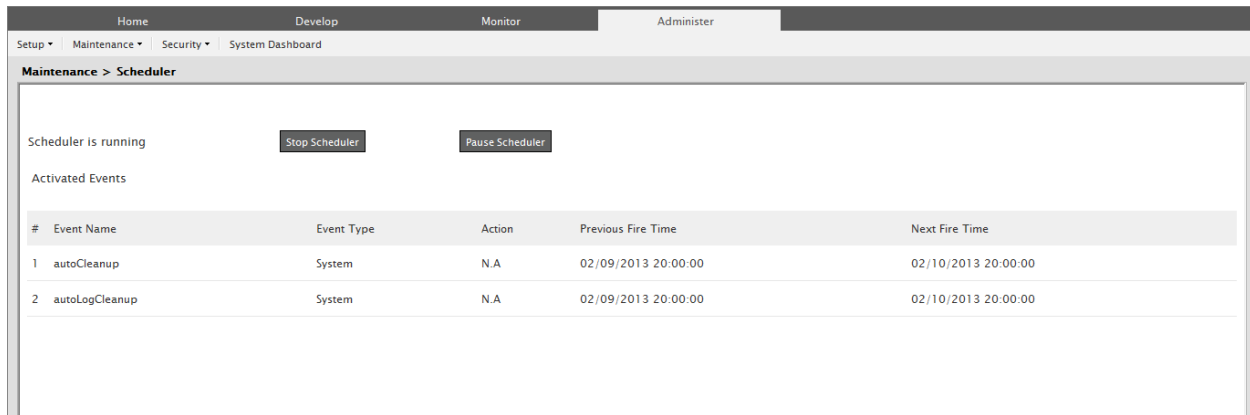 Home Develop Monitor Administer
Setup Maintenance Security System Dashboard
Maintenance > Scheduler
Scheduler is running Stop Scheduler Pause Scheduler
Activated Events
# Event Name Event Type Action Previous Fire Time Next Fire Time
1 autoCleanup System N.A 02/09/2013 20:00:00 02/10/2013 20:00:00
2 autoLogCleanup System N.A 02/09/2013 20:00:00 02/10/2013 20:00:00